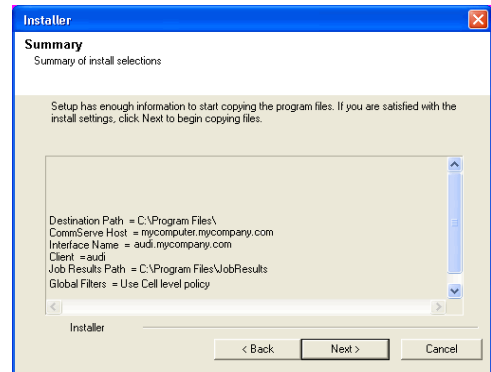 Installer
Summary
Summary of install selections
Setup has enough information to start copying the program files. If you are satisfied with the
install settings, click Next to begin copying files.
Destination Path = C:\Program Files\
CommServe Host = mycomputer.mycompany.com
Interface Name = audi.mycompany.com
Client =audi
Job Results Path = C:\Program Files\JobResults
Global Filters = Use Cell level policy
Installer
< Back
Next >
Cancel